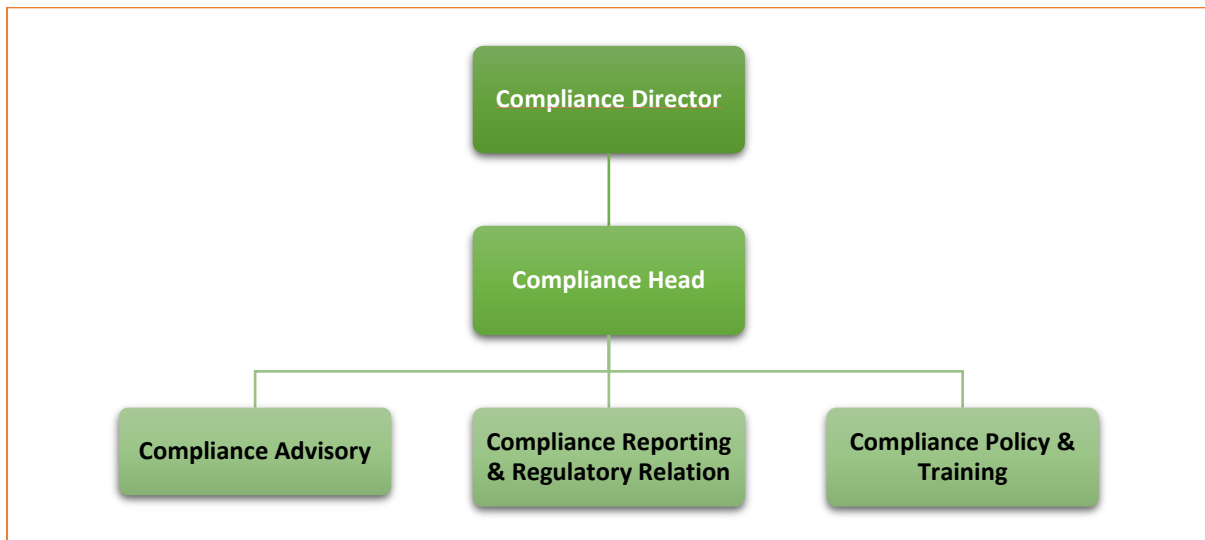 Compliance Director
Compliance Head
Compliance Advisory
Compliance Reporting
& Regulatory Relation
Compliance Policy &
Training